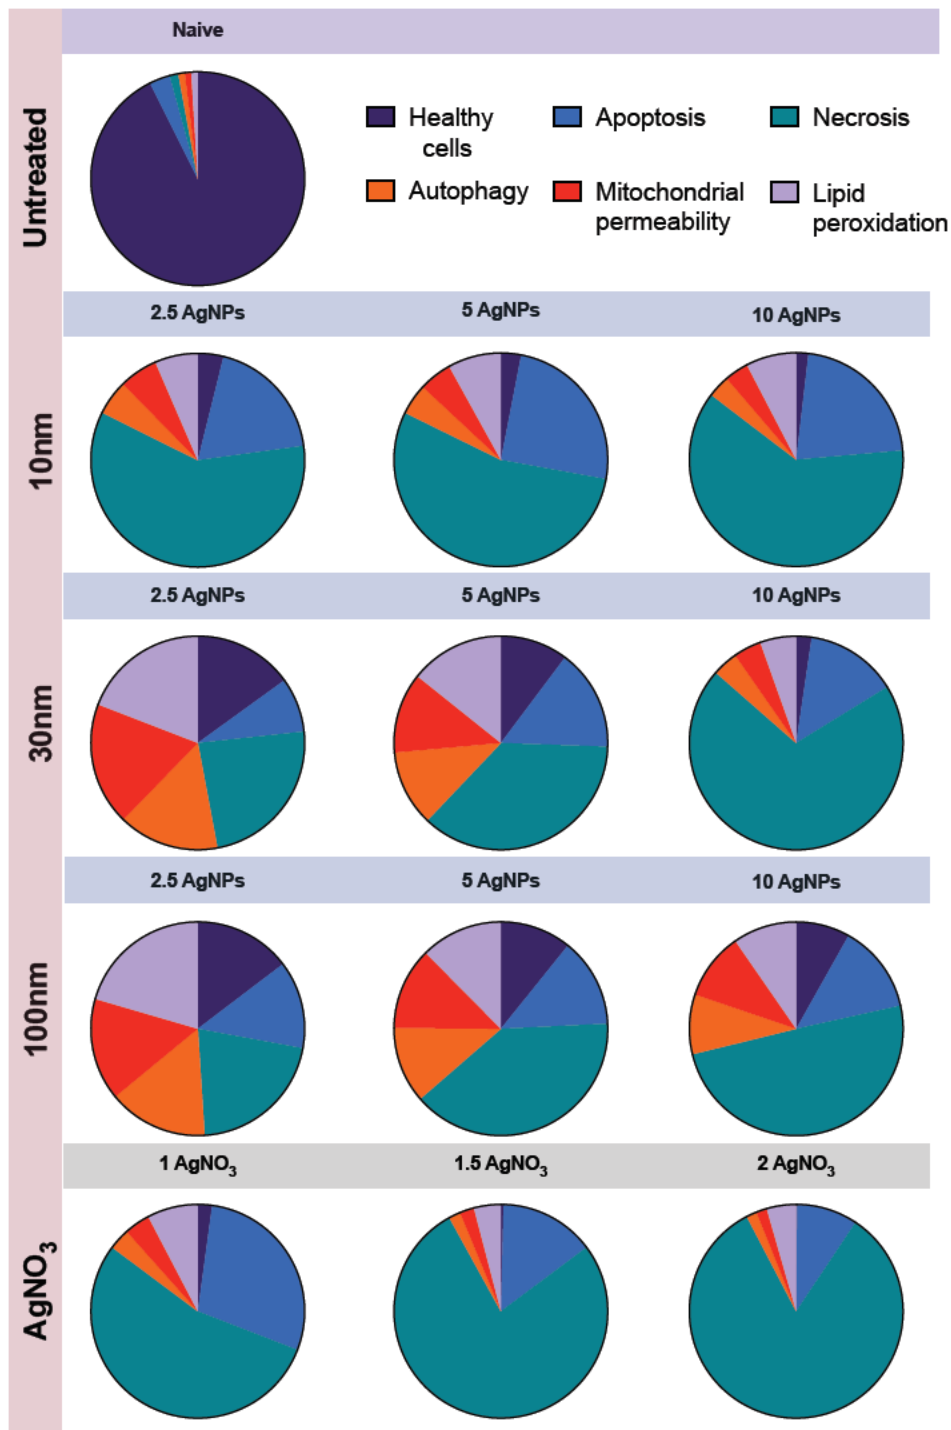 Naive
Untreated
Healthy
cells
Apoptosis
Necrosis
Autophagy
Mitochondrial
permeability
Lipid
peroxidation
10nm
2.5 AgNPs
5 AgNPs
10 AgNPs
30nm
2.5 AgNPs
5 AgNPs
10 AgNPs
100nm
2.5 AgNPs
5 AgNPs
10 AgNPs
AgNO₃
1 AgNO₃
1.5 AgNO₃
2 AgNO₃